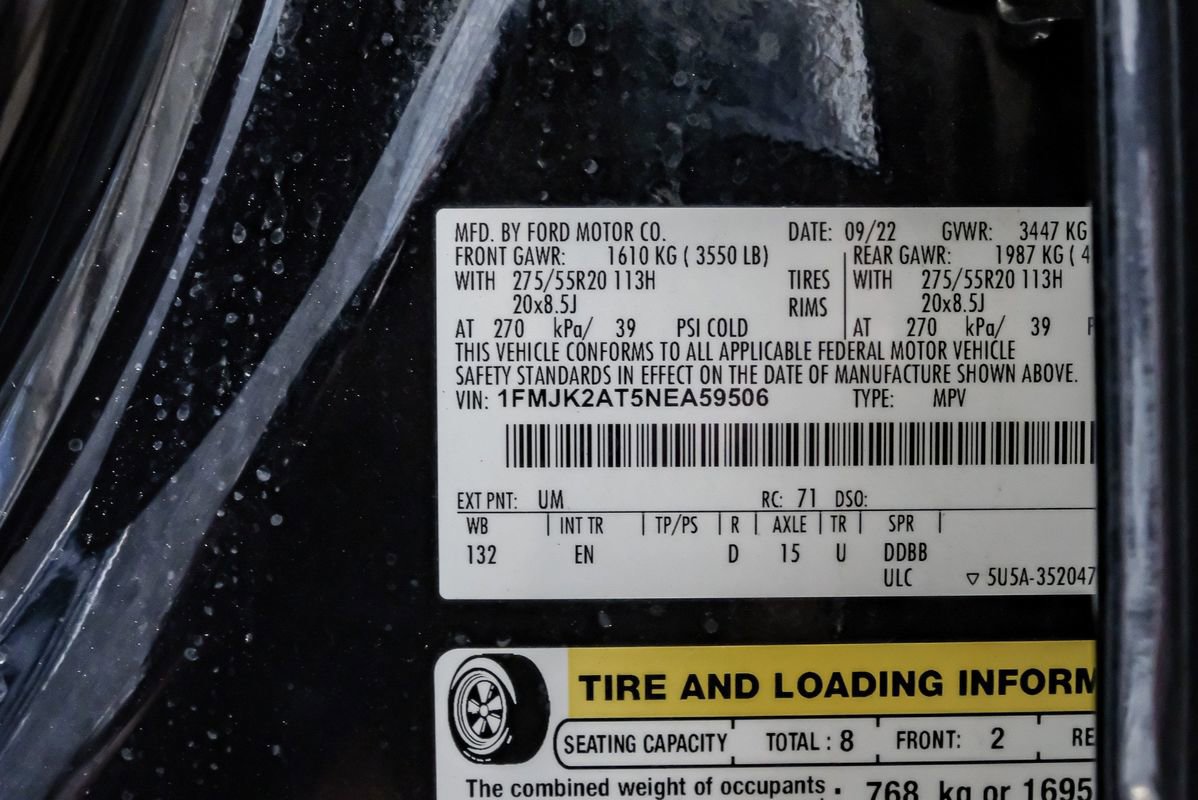 MFD. BY FORD MOTOR CO. DATE: 09/22 GVWR: 3447 KG
FRONT GAWR: 1610 KG ( 3550 LB) REAR GAWR: 1987 KG ( 4
WITH 275/55R20 113H TIRES WITH 275/55R20 113H
20x8.5J RIMS 20x8.5J
AT 270 kPa/ 39 PSI COLD AT 270 kPa/ 39
THIS VEHICLE CONFORMS TO ALL APPLICABLE FEDERAL MOTOR VEHICLE
SAFETY STANDARDS IN EFFECT ON THE DATE OF MANUFACTURE SHOWN ABOVE.
VIN: 1FMJK2AT5NEA59506 TYPE: MPV
EXT PNT: UM RC: 71 DSO:
WB INT TR TP/PS R AXLE TR SPR
132 EN D 15 U DDBB
ULC ▽ 5U5A-352047
TIRE AND LOADING INFORM
SEATING CAPACITY TOTAL : 8 FRONT: 2 RE
The combined weight of occupants 768 kg or 1695